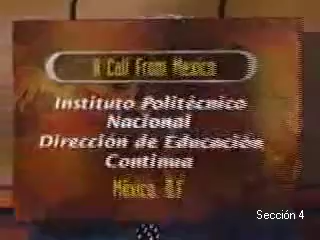 A Call From Mexico
Instituto Politécnico
Nacional
Dirección de Educación
Continua
México, D.F
Sección 4